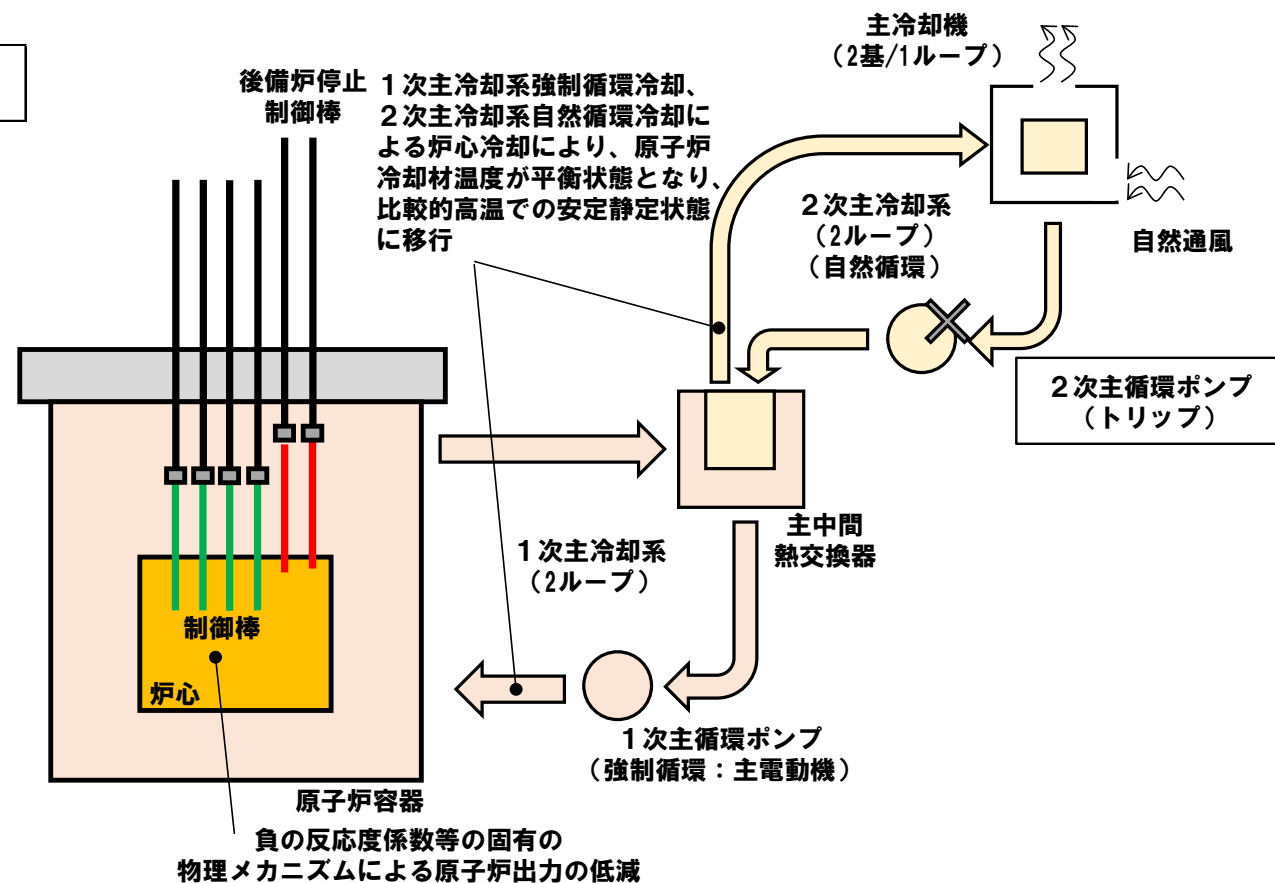 主冷却機
（2基/1ループ）
後備炉停止
制御棒
１次主冷却系強制循環冷却、
２次主冷却系自然循環冷却に
よる炉心冷却により、原子炉
冷却材温度が平衡状態となり、
比較的高温での安定静定状態
に移行
２次主冷却系
（2ループ）
（自然循環）
自然通風
２次主循環ポンプ
（トリップ）
主中間
熱交換器
１次主冷却系
（2ループ）
制御棒
炉心
１次主循環ポンプ
（強制循環：主電動機）
原子炉容器
負の反応度係数等の固有の
物理メカニズムによる原子炉出力の低減